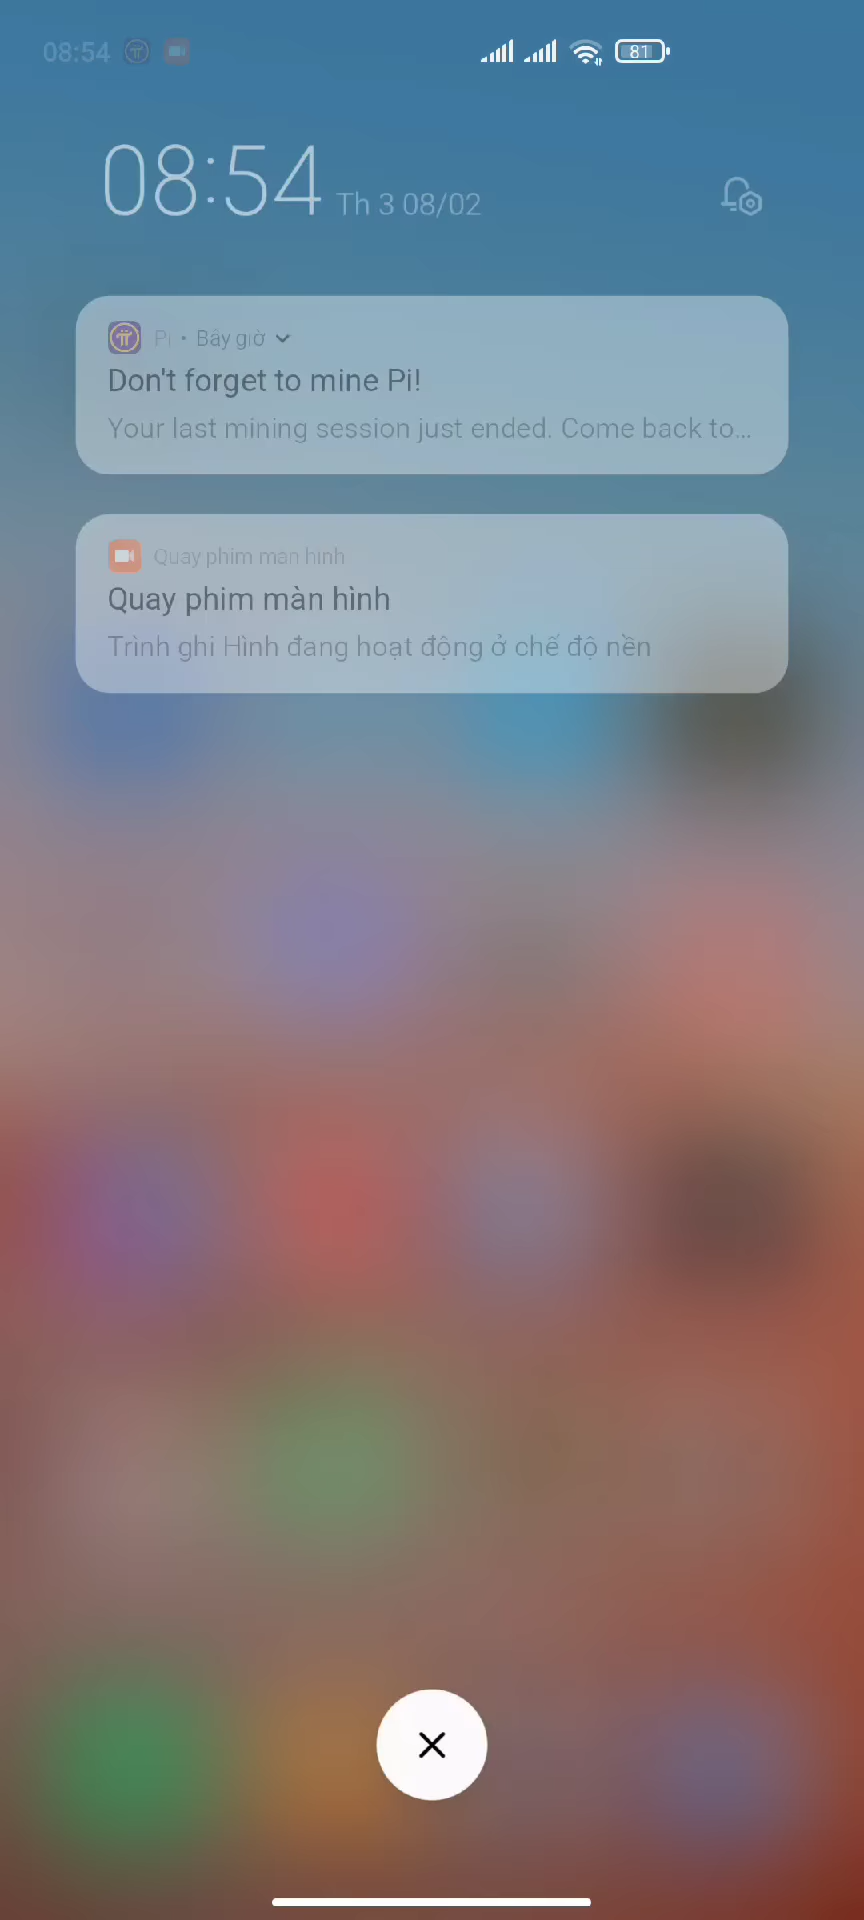 08:54
81
08:54 Th 3 08/02
Pi • Bây giờ
Don't forget to mine Pi!
Your last mining session just ended. Come back to...
Quay phim màn hình
Quay phim màn hình
Trình ghi Hình đang hoạt động ở chế độ nền